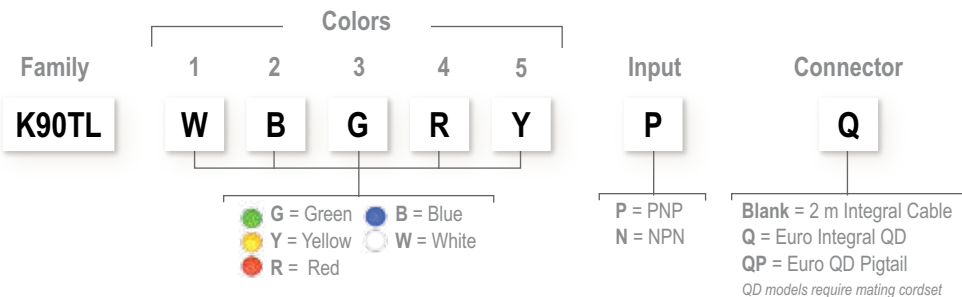 Colors
Family 1 2 3 4 5 Input Connector
K90TL W B G R Y P Q
G = Green B = Blue
Y = Yellow W = White
R = Red
P = PNP
N = NPN
Blank = 2 m Integral Cable
Q = Euro Integral QD
QP = Euro QD Pigtail
QD models require mating cordset